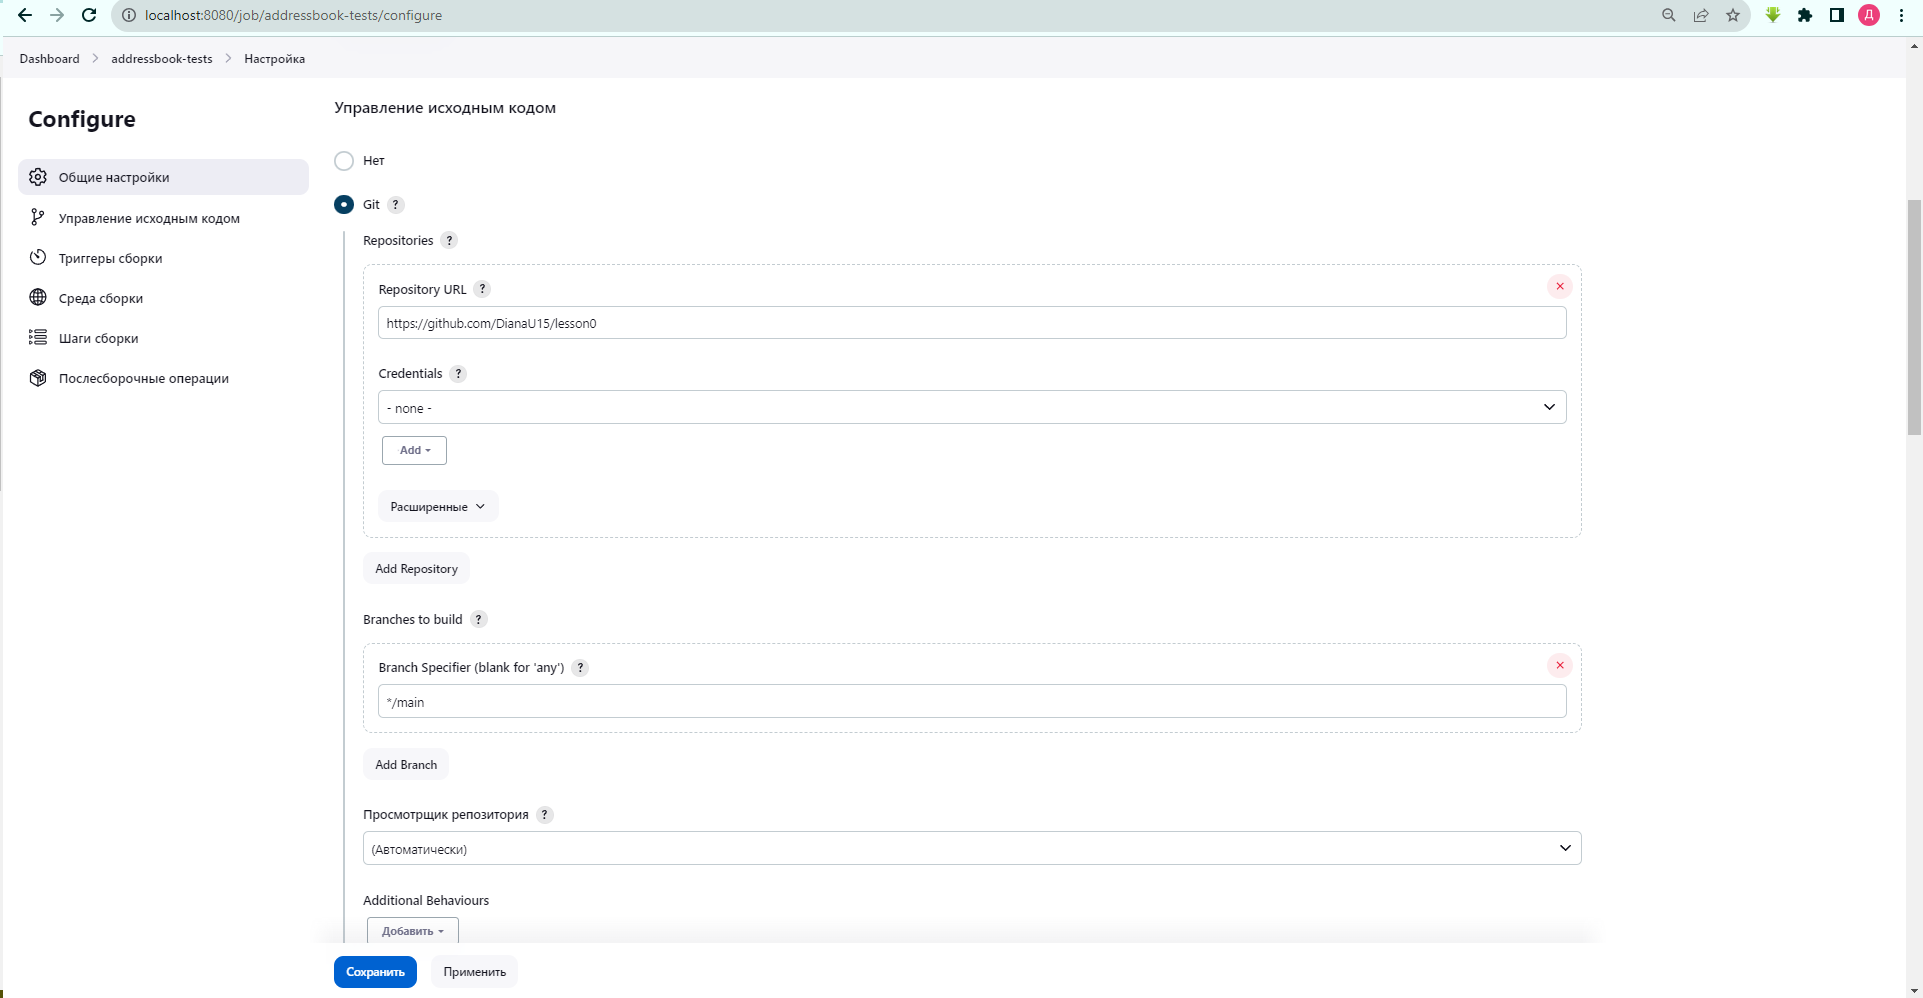 localhost:8080/job/addressbook-tests/configure
Д
Dashboard > addressbook-tests > Настройка
Configure
Общие настройки
Управление исходным кодом
Триггеры сборки
Среда сборки
Шаги сборки
Послесборочные операции
Управление исходным кодом
Нет
Git ?
Repositories ?
Repository URL ?
https://github.com/DianaU15/lesson0
Credentials ?
- none -
Add
Расширенные
Add Repository
Branches to build ?
Branch Specifier (blank for 'any') ?
*/main
Add Branch
Просмотрщик репозитория ?
(Автоматически)
Additional Behaviours
Добавить
Сохранить
Применить